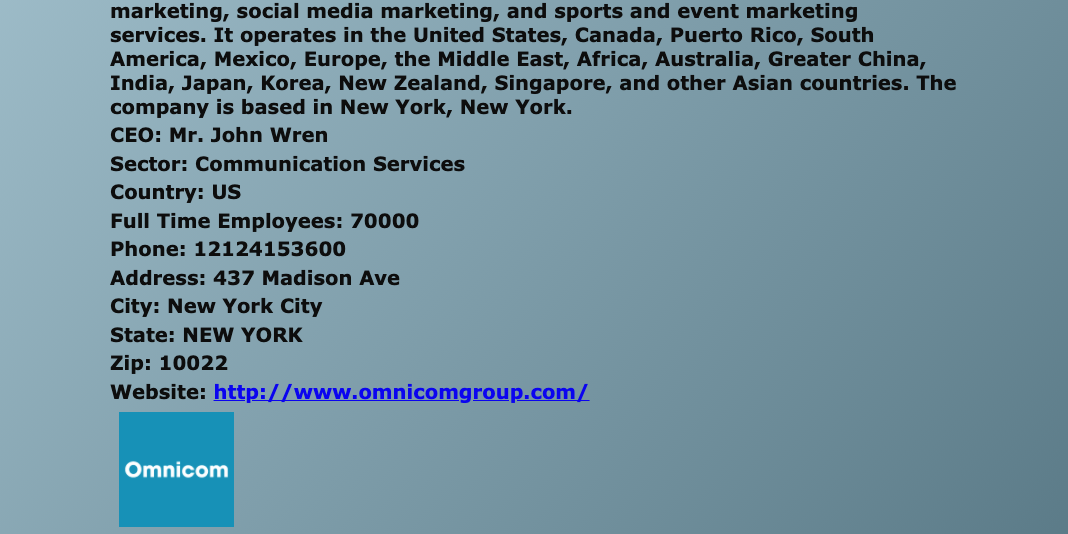 marketing, social media marketing, and sports and event marketing
services. It operates in the United States, Canada, Puerto Rico, South
America, Mexico, Europe, the Middle East, Africa, Australia, Greater China,
India, Japan, Korea, New Zealand, Singapore, and other Asian countries. The
company is based in New York, New York.
CEO: Mr. John Wren
Sector: Communication Services
Country: US
Full Time Employees: 70000
Phone: 12124153600
Address: 437 Madison Ave
City: New York City
State: NEW YORK
Zip: 10022
Website: http://www.omnicomgroup.com/
Omnicom